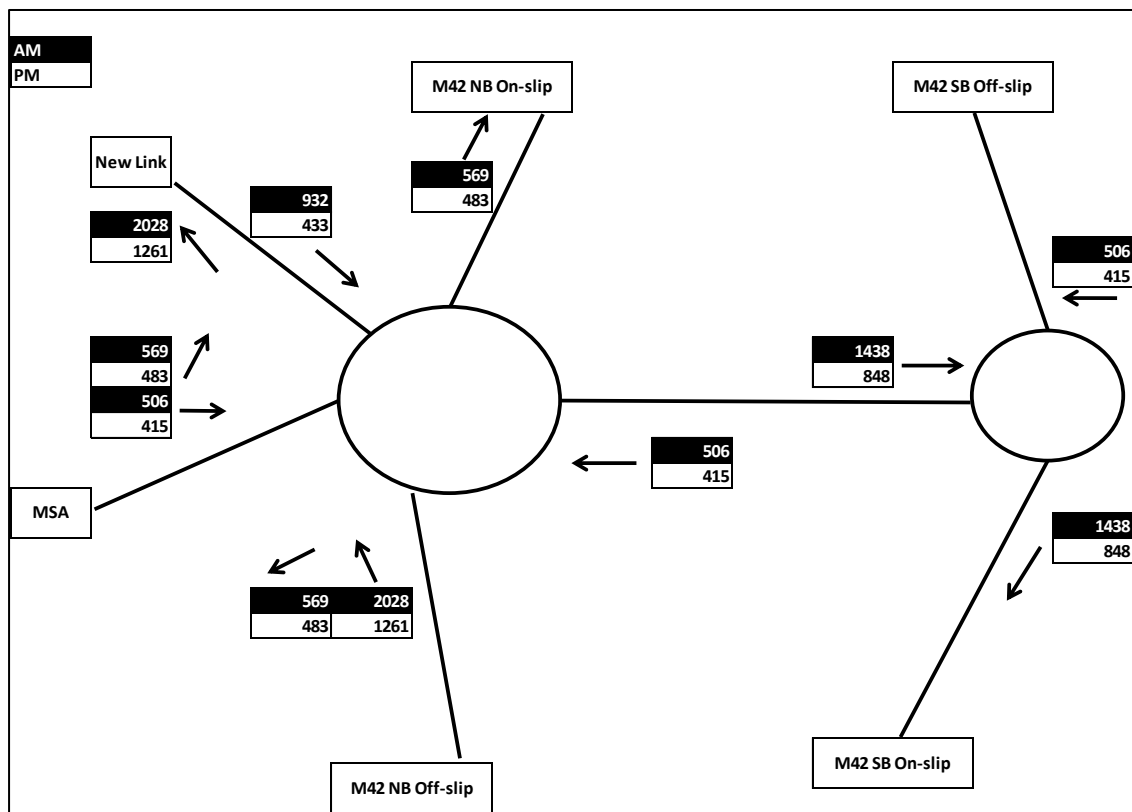 AM
PM
M42 NB On-slip
M42 SB Off-slip
New Link
932
433
569
483
2028
1261
506
415
569
483
506
415
1438
848
506
415
MSA
1438
848
569 2028
483 1261
M42 NB Off-slip
M42 SB On-slip